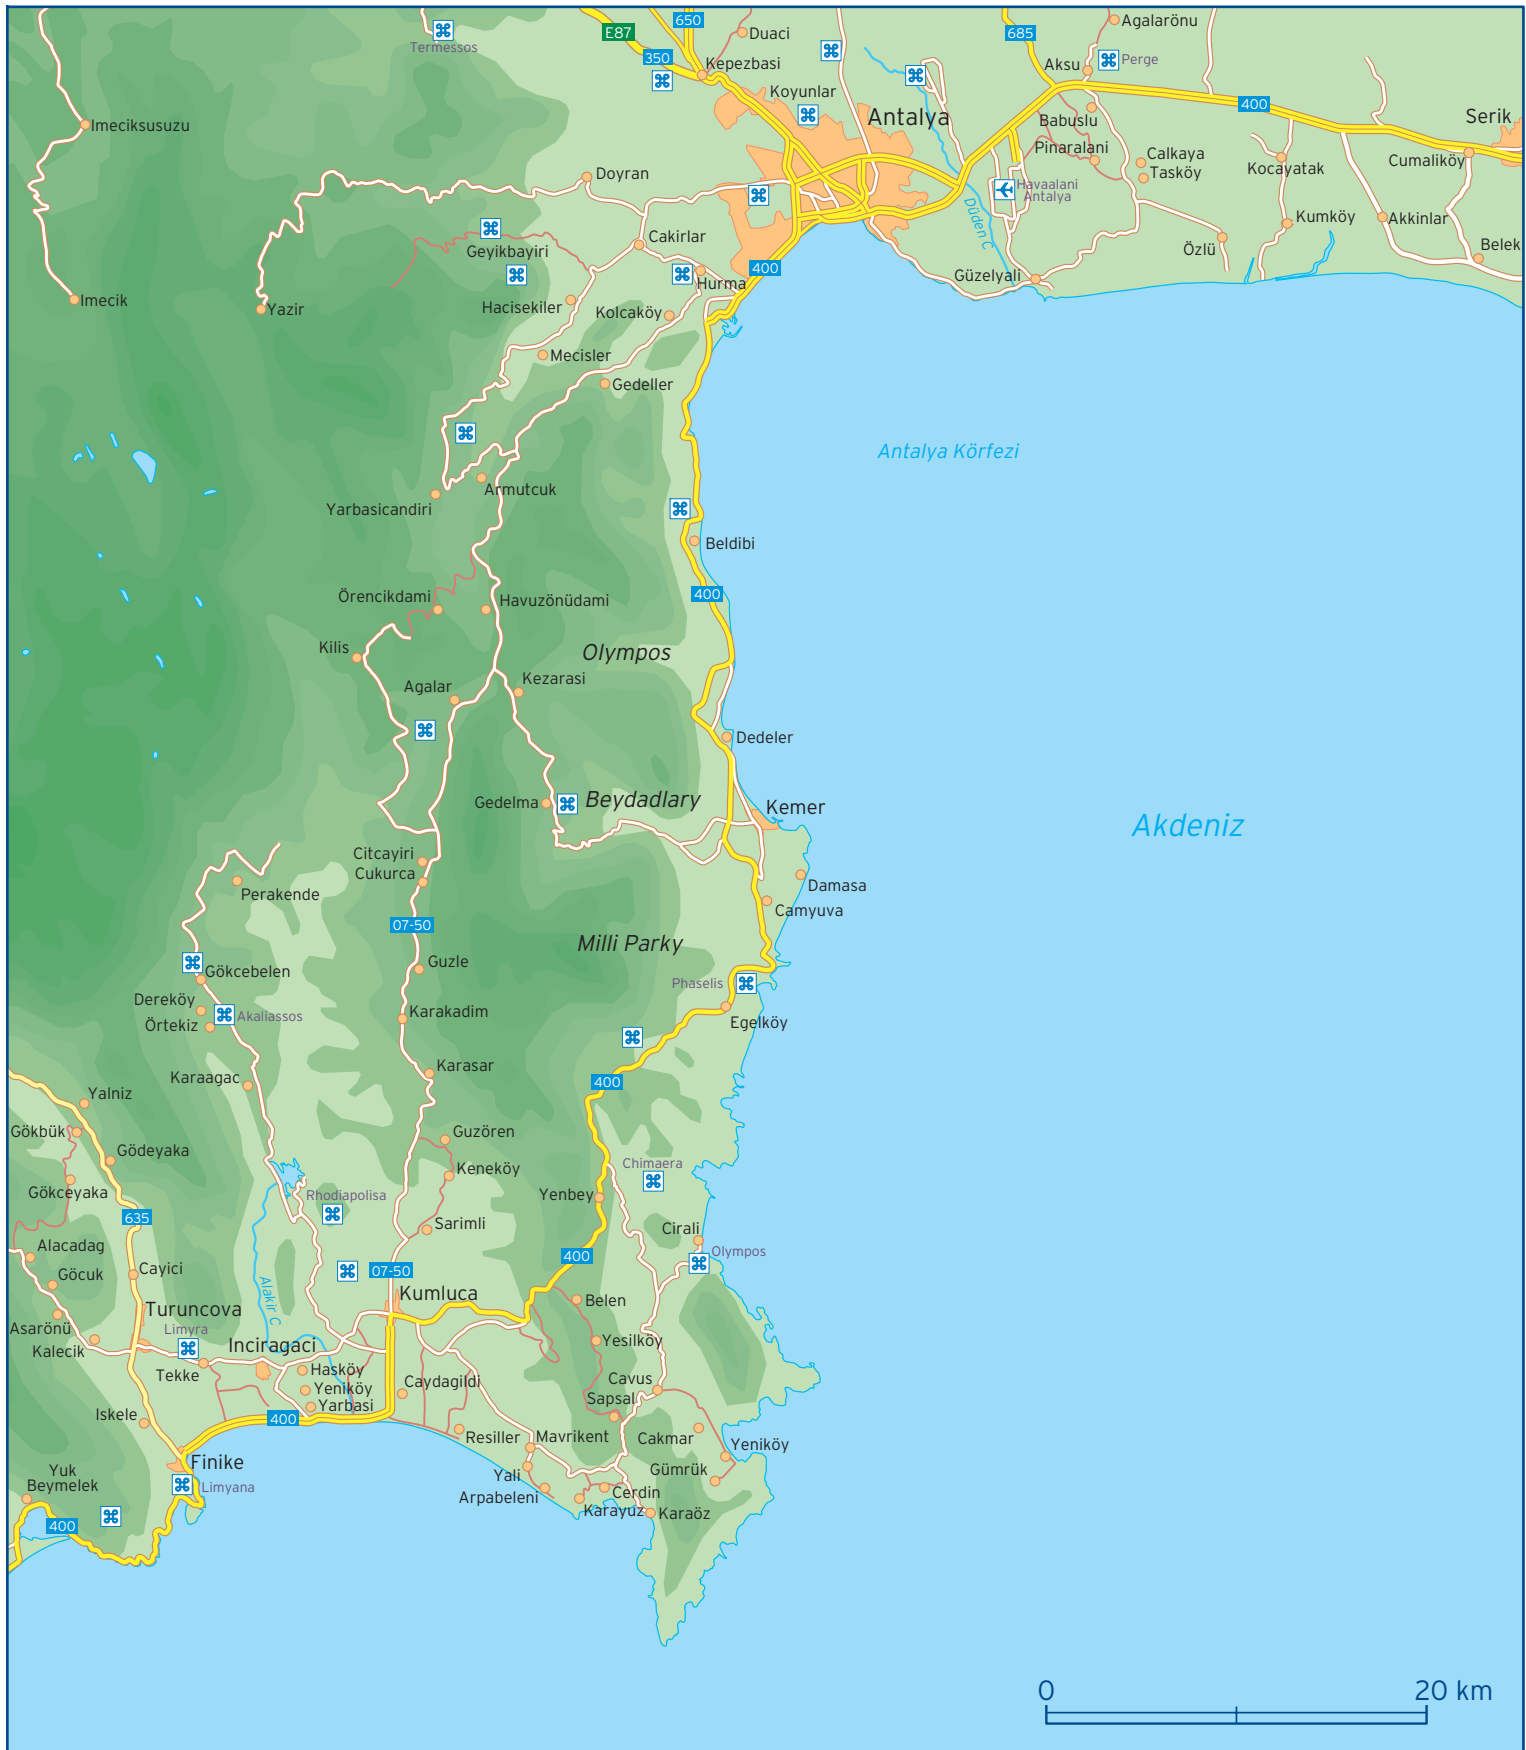 650
Agalarönu
Duaci
E87
685
Termessos
350
Kepezbasi
Aksu
Perge
Koyunlar
400
Antalya
Serik
Imeciksusuzu
Babuslu
Pinaralani
Calkaya
Cumaliköy
Tasköy
Kocayatak
Doyran
Havaalani
Antalya
Düden C
Kumköy
Akkinlar
Cakirlar
Geyikbayiri
Özlü
Belek
400
Güzelyali
Hurma
Imecik
Yazir
Hacisekiler
Kolcaköy
Mecisler
Gedeller
Antalya Körfezi
Armutcuk
Yarbasicandiri
Beldibi
400
Örencikdami
Havuzönüdami
Kilis
Olympos
Kezarasi
Agalar
Dedeler
Gedelma
Beydadlary
Kemer
Akdeniz
Citcayiri
Cukurca
Perakende
Damasa
Camyuva
07-50
Milli Parky
Guzle
Gökcebelen
Phaselis
Dereköy
Akaliassos
Karakadim
Örtekiz
Egelköy
Karasar
Karaagac
400
Yalniz
Gökbük
Guzören
Gödeyaka
Chimaera
Keneköy
Gökceyaka
Rhodiapolisa
Yenbey
635
Sarimli
Cirali
Alacadag
Olympos
400
Cayici
07-50
Göcuk
Alakir C
Kumluca
Belen
Turuncova
Asarönü
Limyra
Yesilköy
Kalecik
Inciragaci
Hasköy
Tekke
Cavus
Caydagildi
Yeniköy
Sapsal
Yarbasi
Iskele
400
Resiller
Mavrikent
Cakmar
Yeniköy
Finike
Yuk
Beymelek
Yali
Gümrük
Limyana
Cerdin
Arpabeleni
Karayuz
Karaöz
400
0
20 km